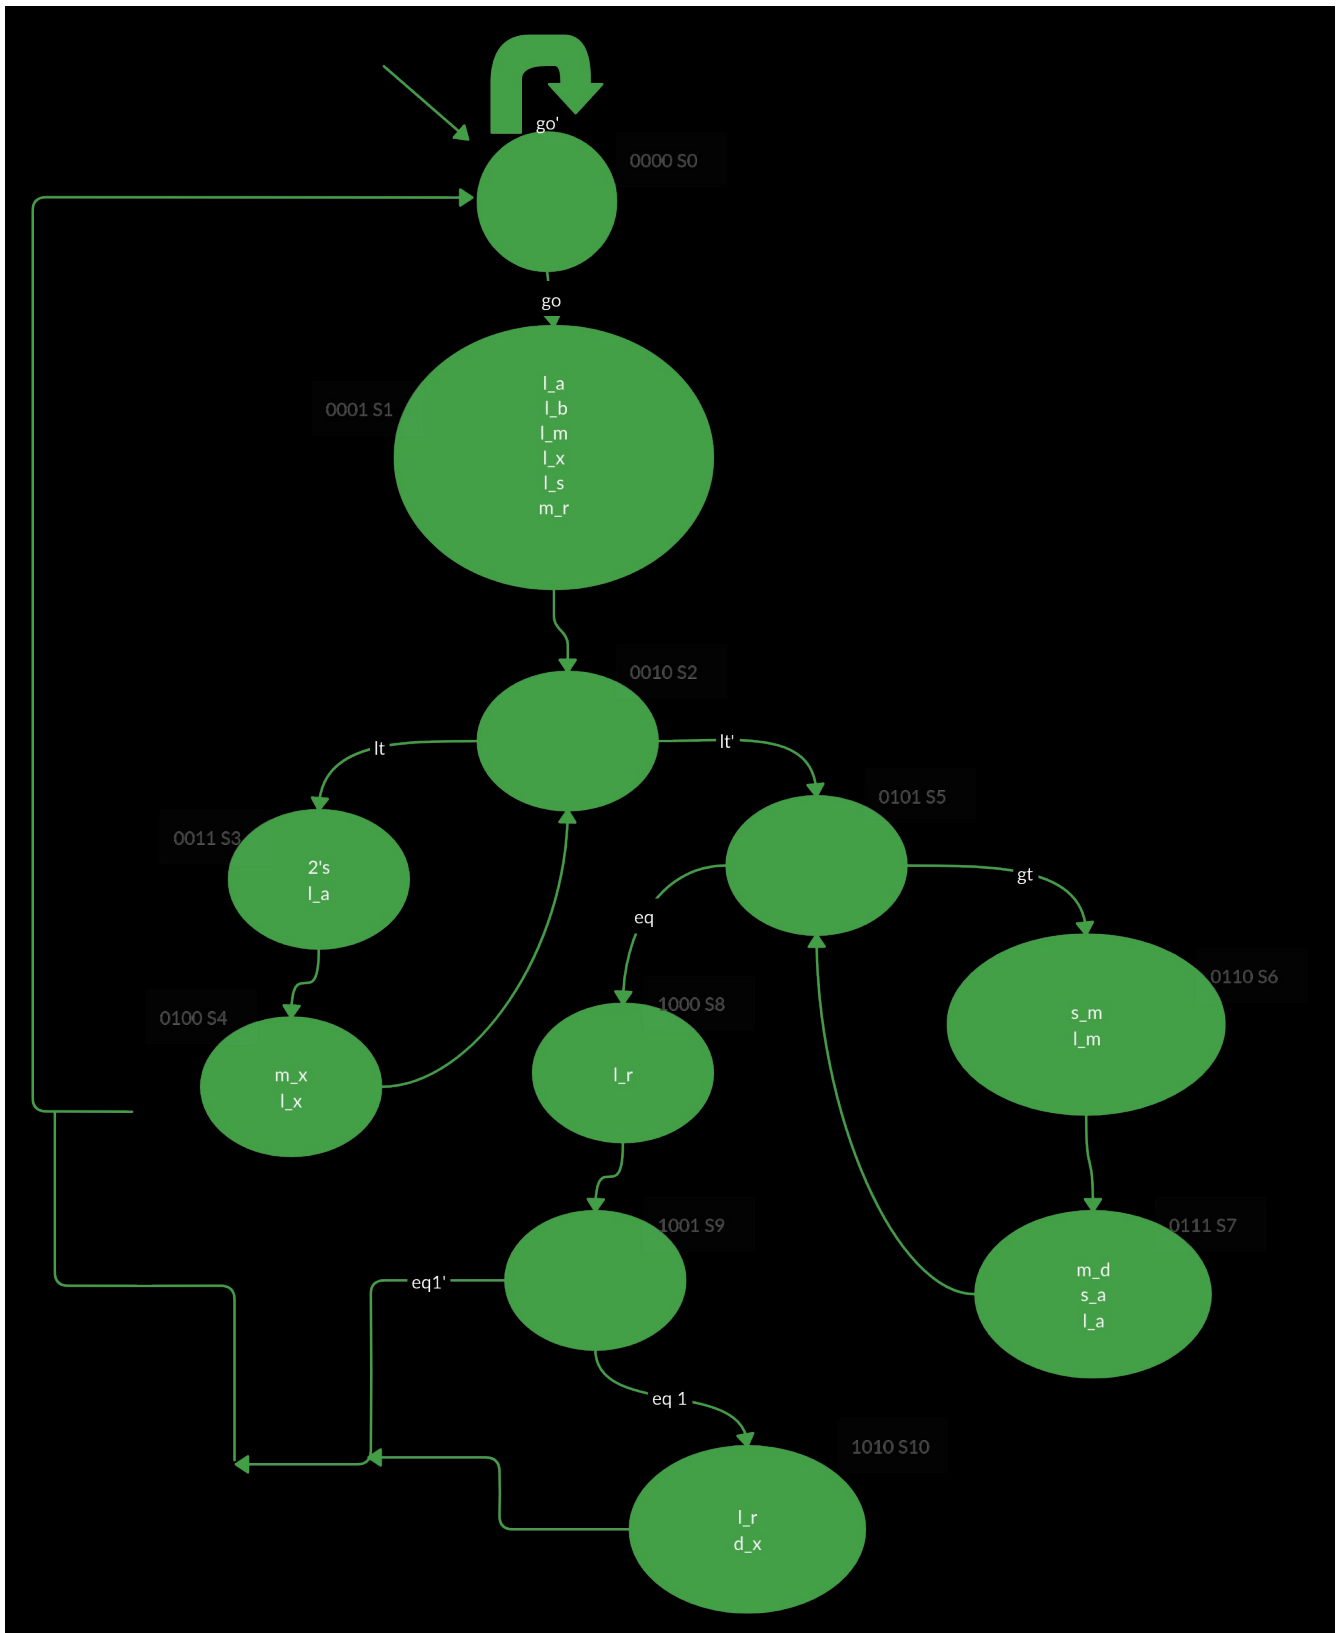 go'
0000 S0
go
0001 S1
l_a
l_b
l_m
l_x
l_s
m_r
0010 S2
lt
lt'
0101 S5
0011 S3
2's
l_a
gt
eq
0110 S6
1000 S8
0100 S4
s_m
l_m
m_x
l_x
l_r
1001 S9
0111 S7
m_d
s_a
l_a
eq1'
eq 1
1010 S10
l_r
d_x